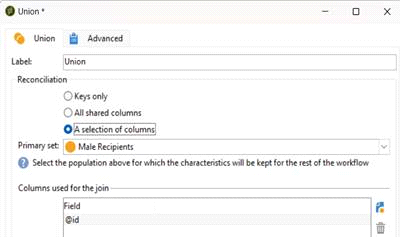 Union *
Union Advanced
Label: Union
Reconciliation
Keys only
All shared columns
A selection of columns
Primary set: Male Recipients
Select the population above for which the characteristics will be kept for the rest of the workflow
Columns used for the join
Field
@id